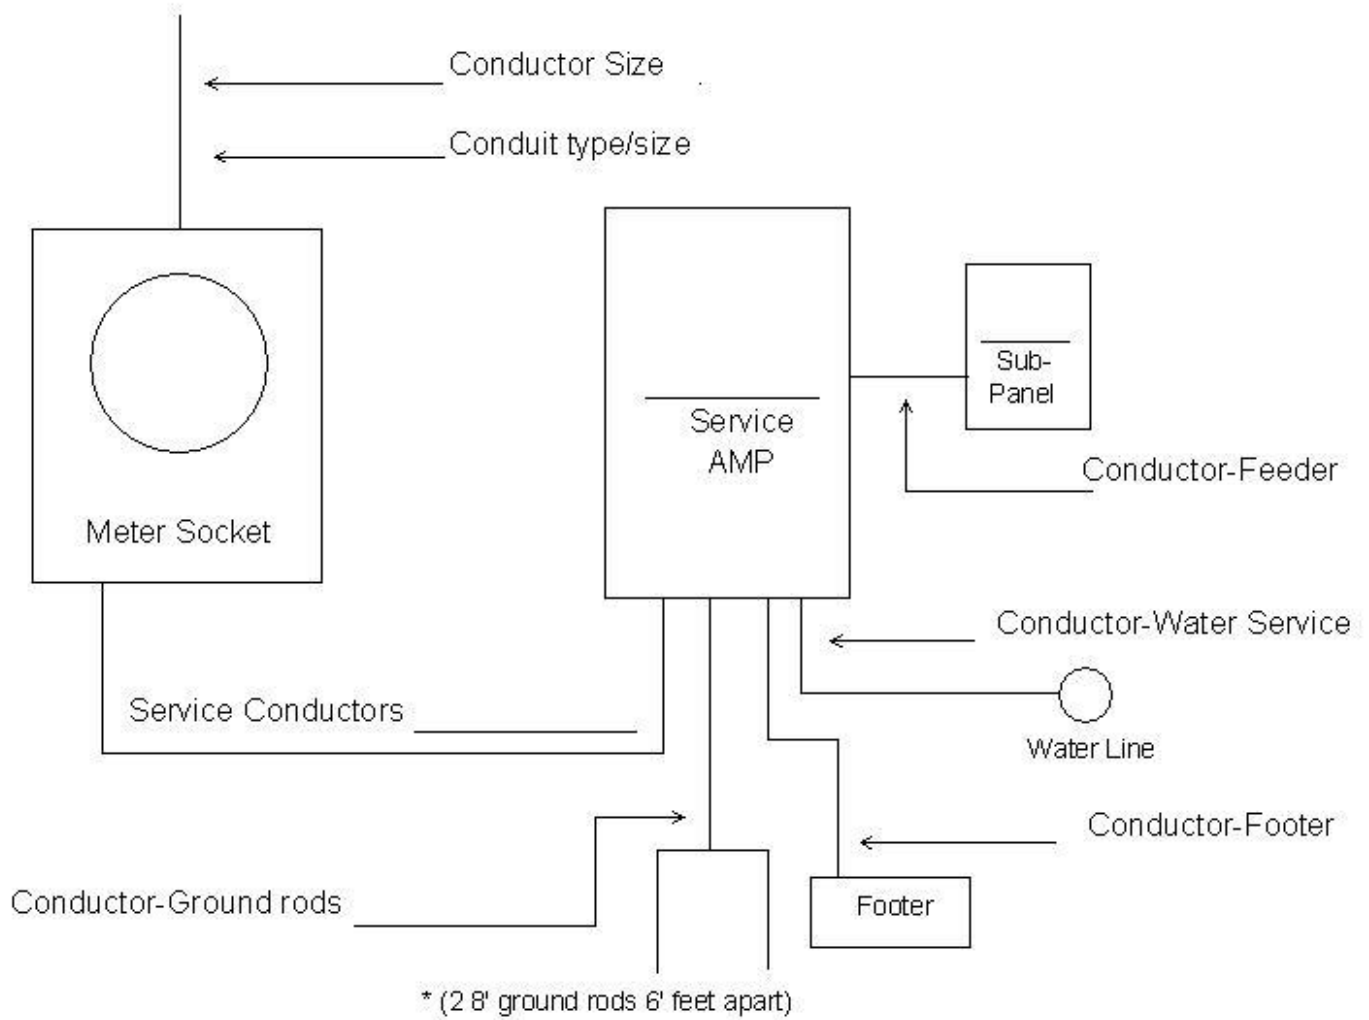 Conductor Size
Conduit type/size
Meter Socket
Service
AMP
Sub-
Panel
Conductor-Feeder
Conductor-Water Service
Water Line
Service Conductors
Conductor-Footer
Conductor-Ground rods
Footer
* (2 8' ground rods 6' feet apart)